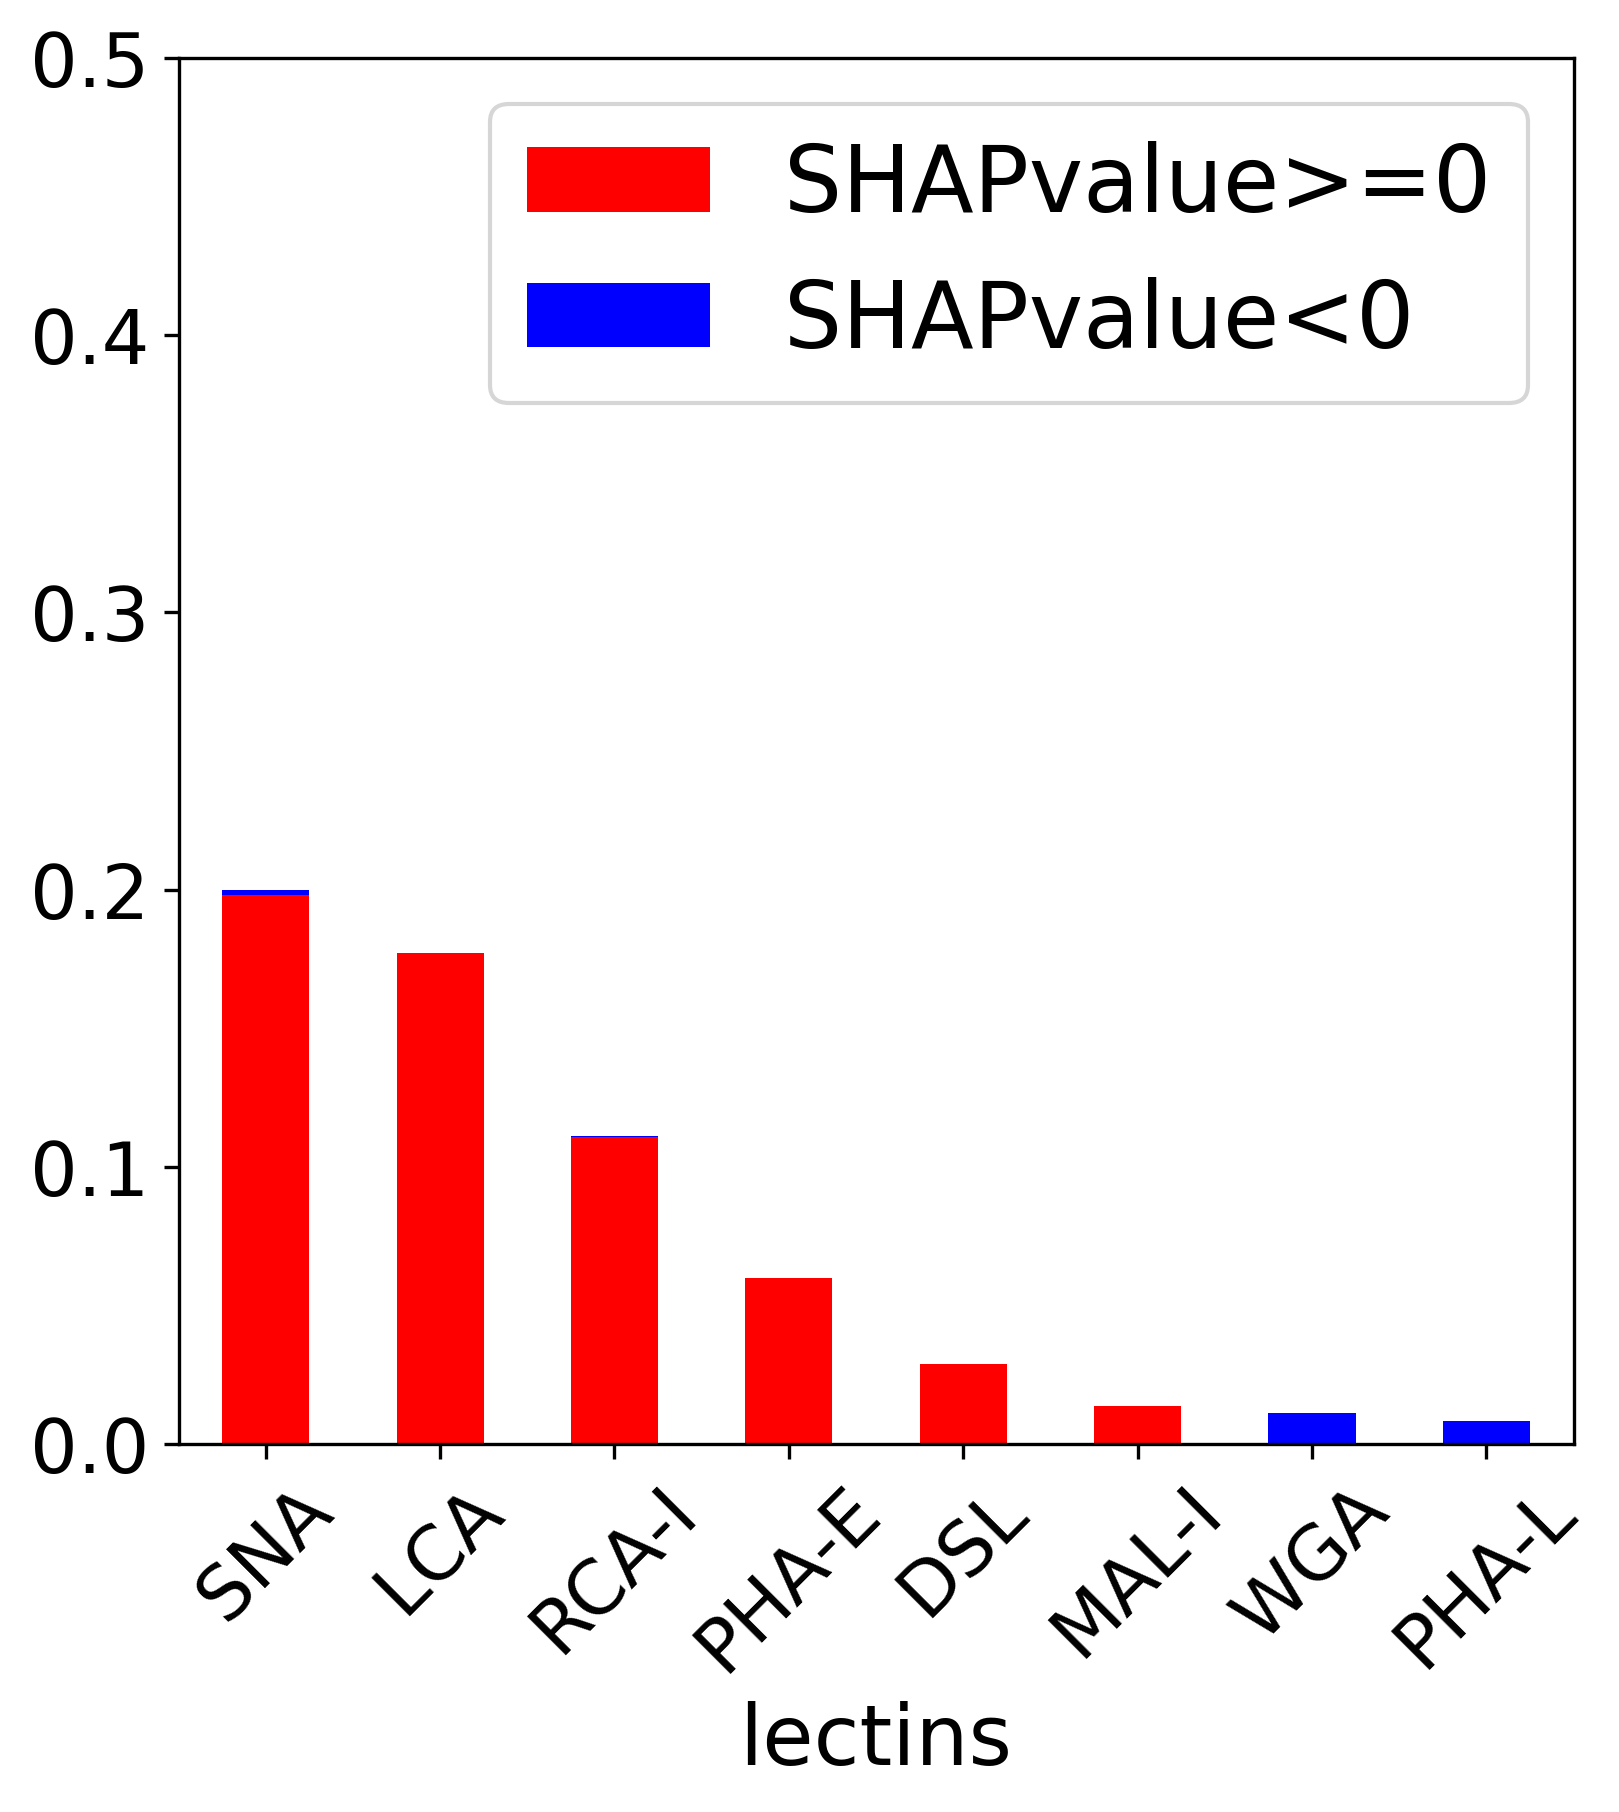 0.5
0.4
0.3
0.2
0.1
0.0
SHAPvalue>=0
SHAPvalue<0
SNA
LCA
RCA-I
PHA-E
DSL
MAL-I
WGA
PHA-L
lectins